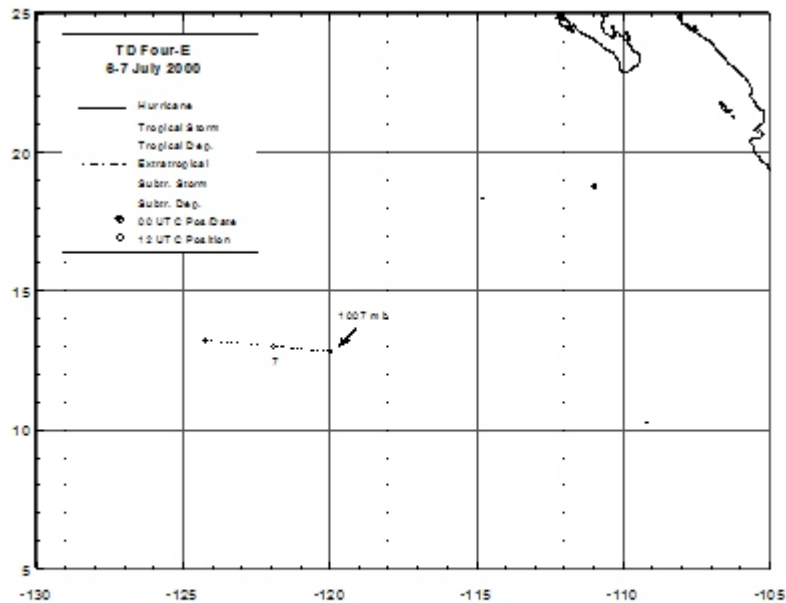 25
TD Four-E
6-7 July 2000
Hurricane
Tropical Storm
Tropical Dep.
Extratropical
Subtr. Storm
Subtr. Dep.
00 UTC Pos/Date
12 UTC Position
20
15
1007 mb
7
10
5
-130 -125 -120 -115 -110 -105